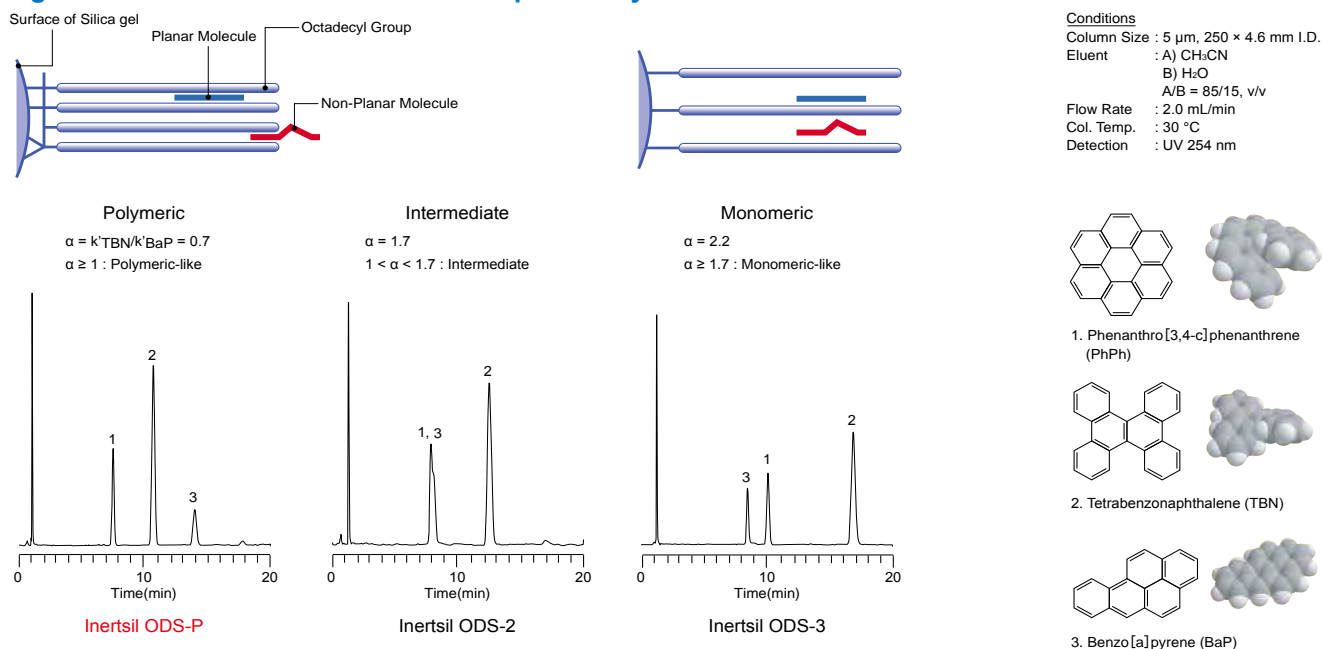 Surface of Silica gel
Planar Molecule
Octadecyl Group
Non-Planar Molecule
Conditions
Column Size : 5 μm, 250 × 4.6 mm I.D.
Eluent : A) CH₃CN
B) H₂O
A/B = 85/15, v/v
Flow Rate : 2.0 mL/min
Col. Temp. : 30 °C
Detection : UV 254 nm
Polymeric
α = k'TBN/k'BaP = 0.7
α ≥ 1 : Polymeric-like
1
2
3
0 10 20
Time(min)
Inertsil ODS-P
Intermediate
α = 1.7
1 < α < 1.7 : Intermediate
1, 3
2
0 10 20
Time(min)
Inertsil ODS-2
Monomeric
α = 2.2
α ≥ 1.7 : Monomeric-like
3
1
2
0 10 20
Time(min)
Inertsil ODS-3
1. Phenanthro[3,4-c]phenanthrene
(PhPh)
2. Tetrabenzonaphthalene (TBN)
3. Benzo[a]pyrene (BaP)